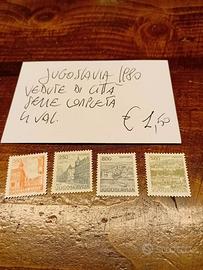 JUGOSLAVIA 1980
VEDUTE DI CITTÀ
SERIE COMPLETA
4 VAL.
€ 1,50